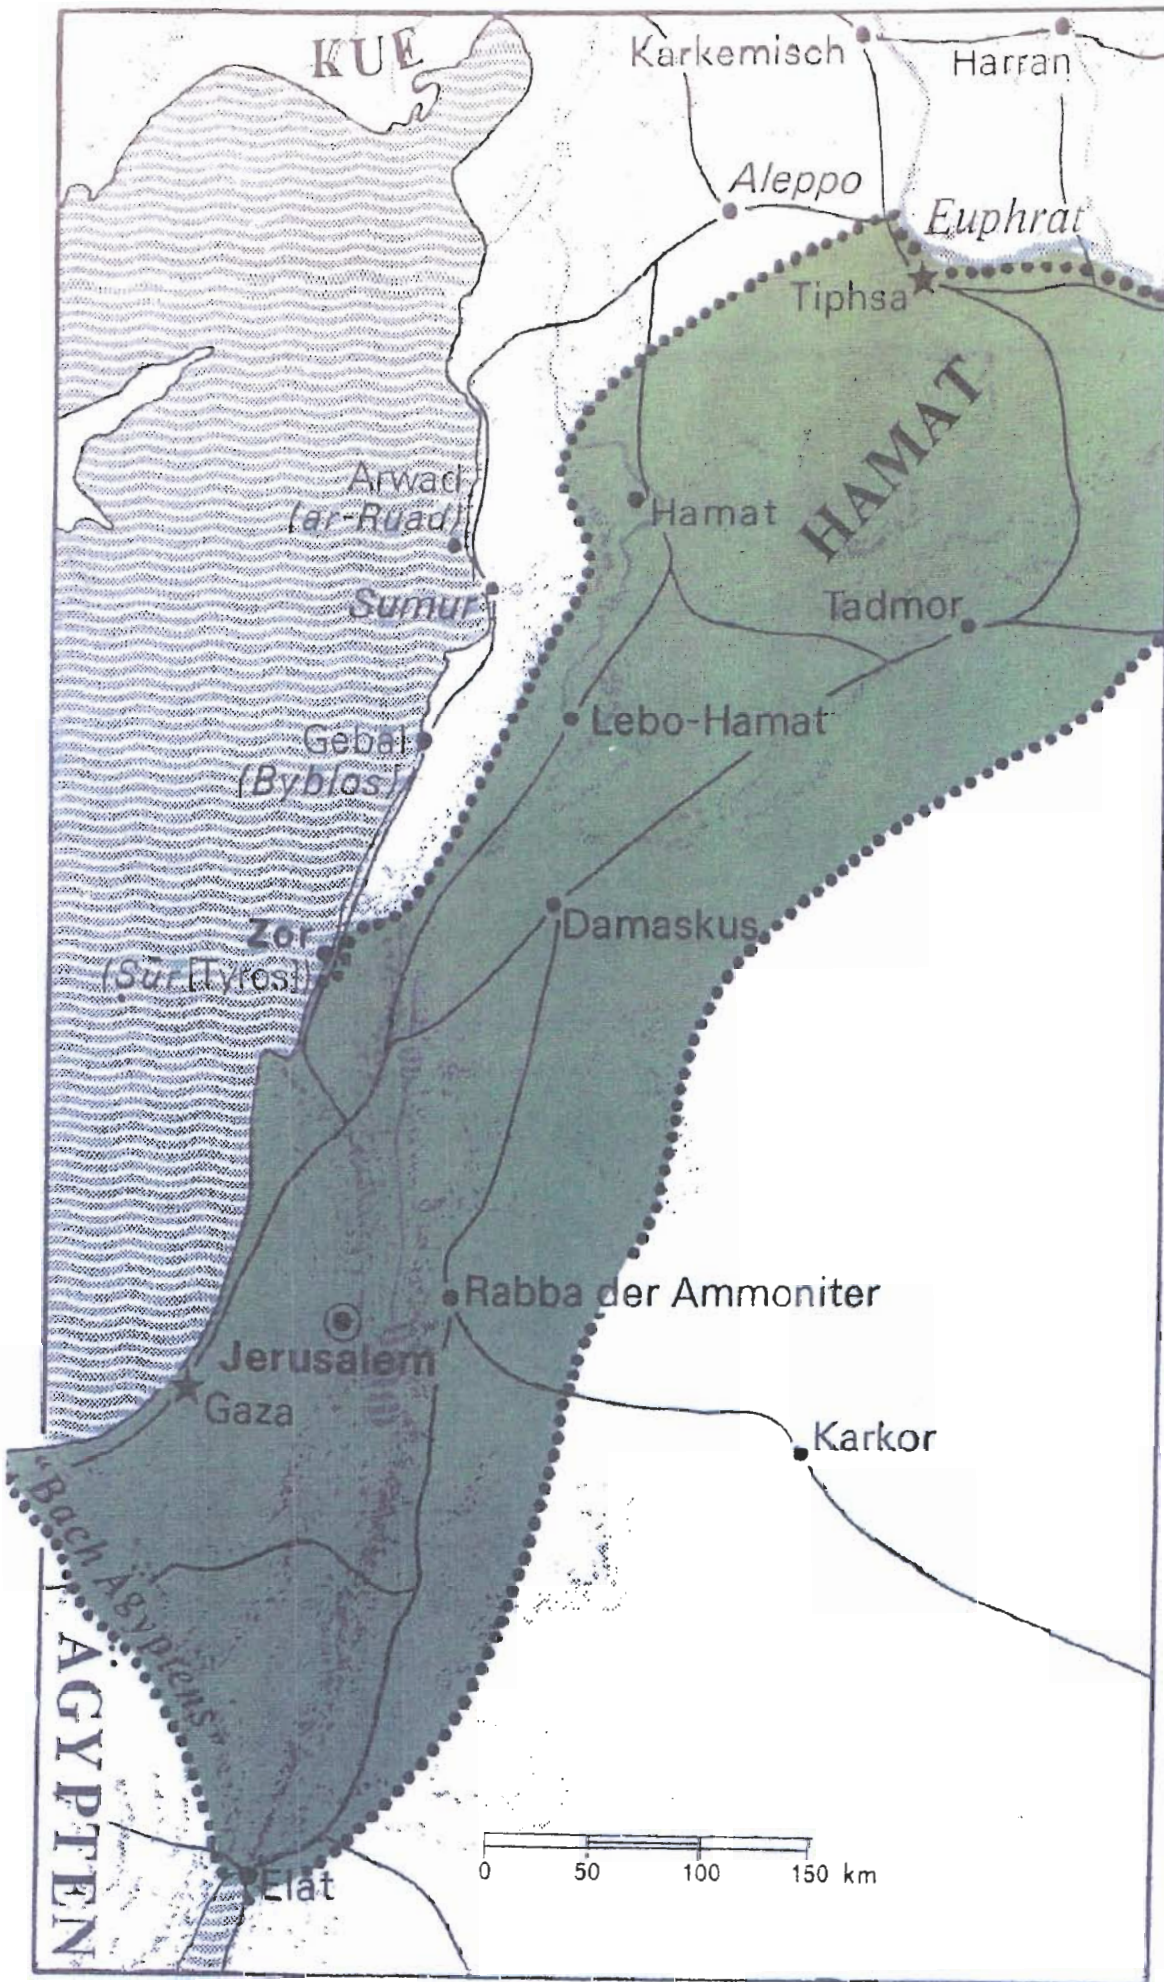 KUE
Karkemisch
Harran
Aleppo
Euphrat
Tiphsa
HAMAT
Arwad
(ar-Ruad)
Hamat
Sumur
Tadmor
Lebo-Hamat
Gebal
(Byblos)
Damaskus
Zor
(Sūr [Tyros])
Rabba der Ammoniter
Jerusalem
Gaza
Karkor
"Bach Ägyptens"
ÄGYPTEN
Elat
0 50 100 150 km